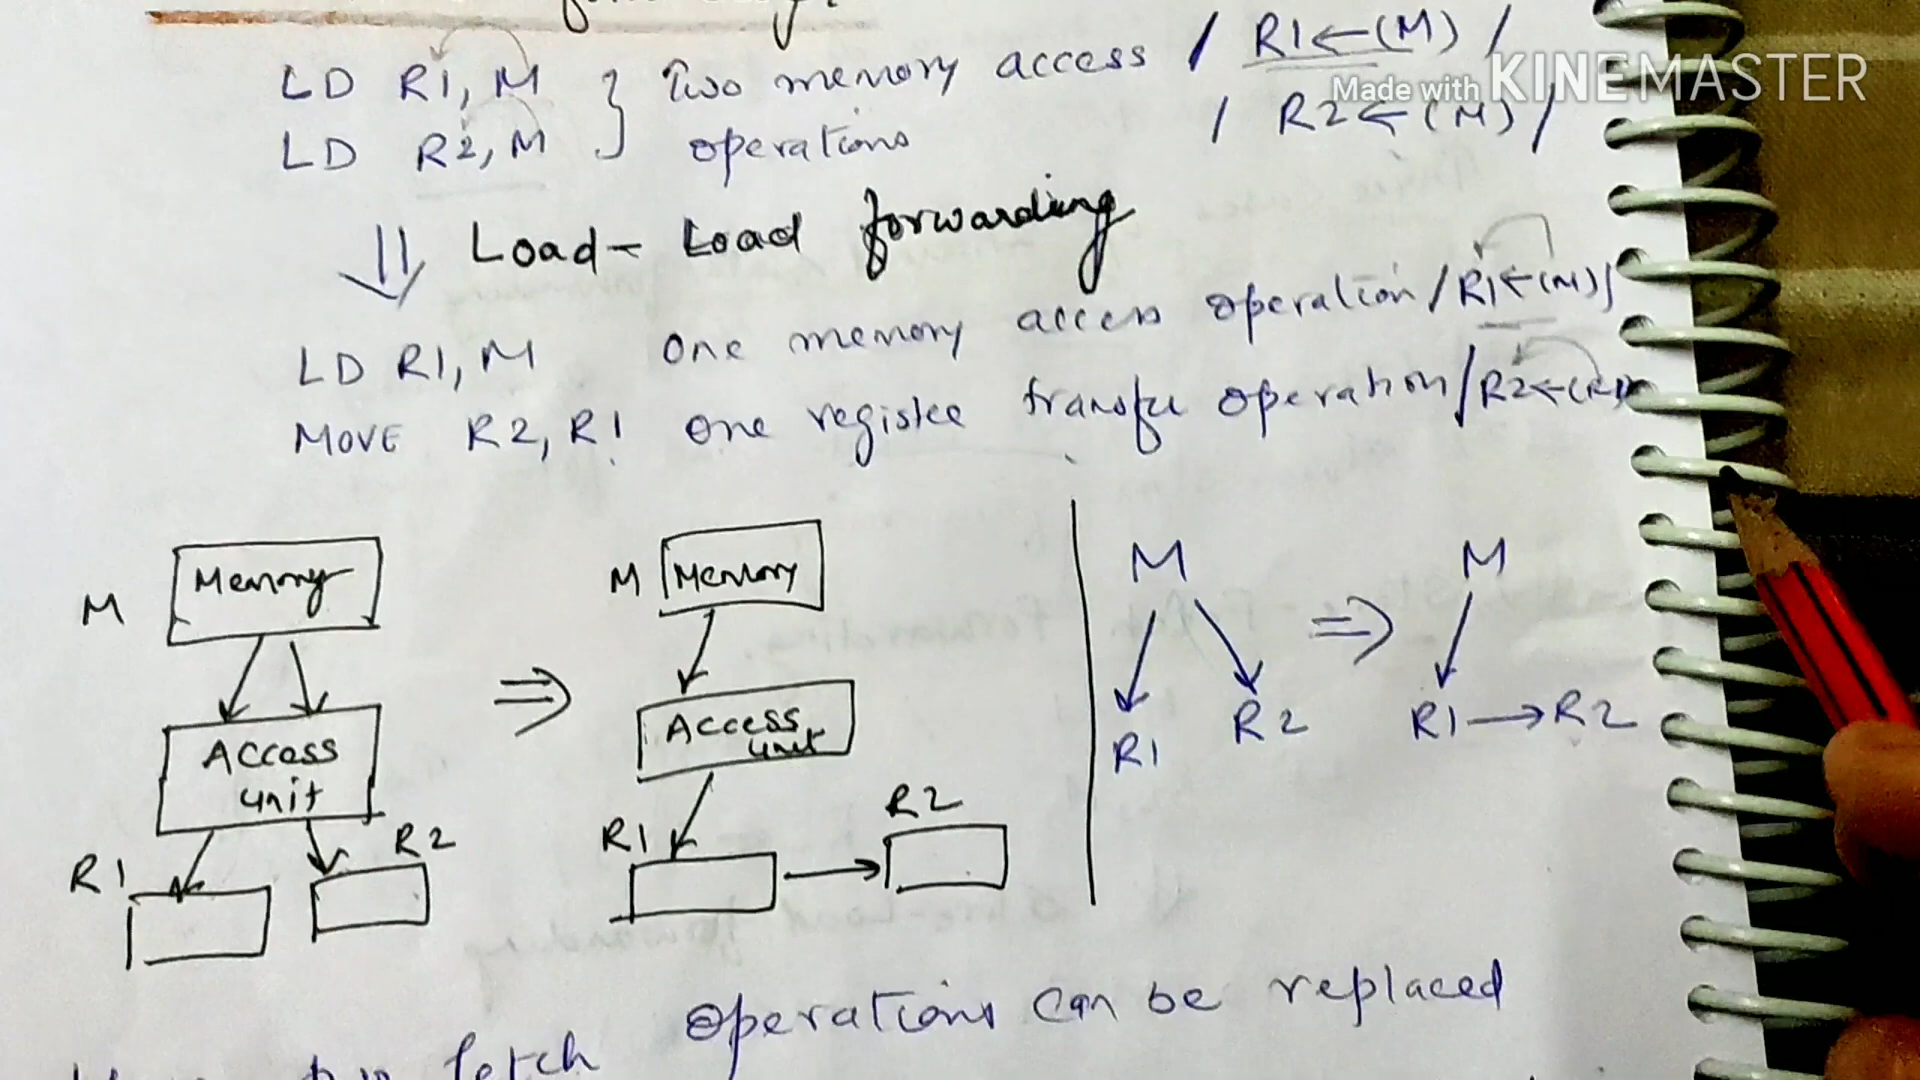 LD R1, M } Two memory access / R1←(M) /
LD R2, M } operations / R2←(M) /
Made with KINEMASTER
⇓ Load - Load forwarding
LD R1, M One memory access operation / R1←(M) /
MOVE R2, R1 One registee transfer operation / R2←(R1)
M Memory ⇒ M Memory
Access unit
Access unit
R1 R2
R1 R2
M ⇒ M
R1 R2
R1 → R2
fetch operations can be replaced